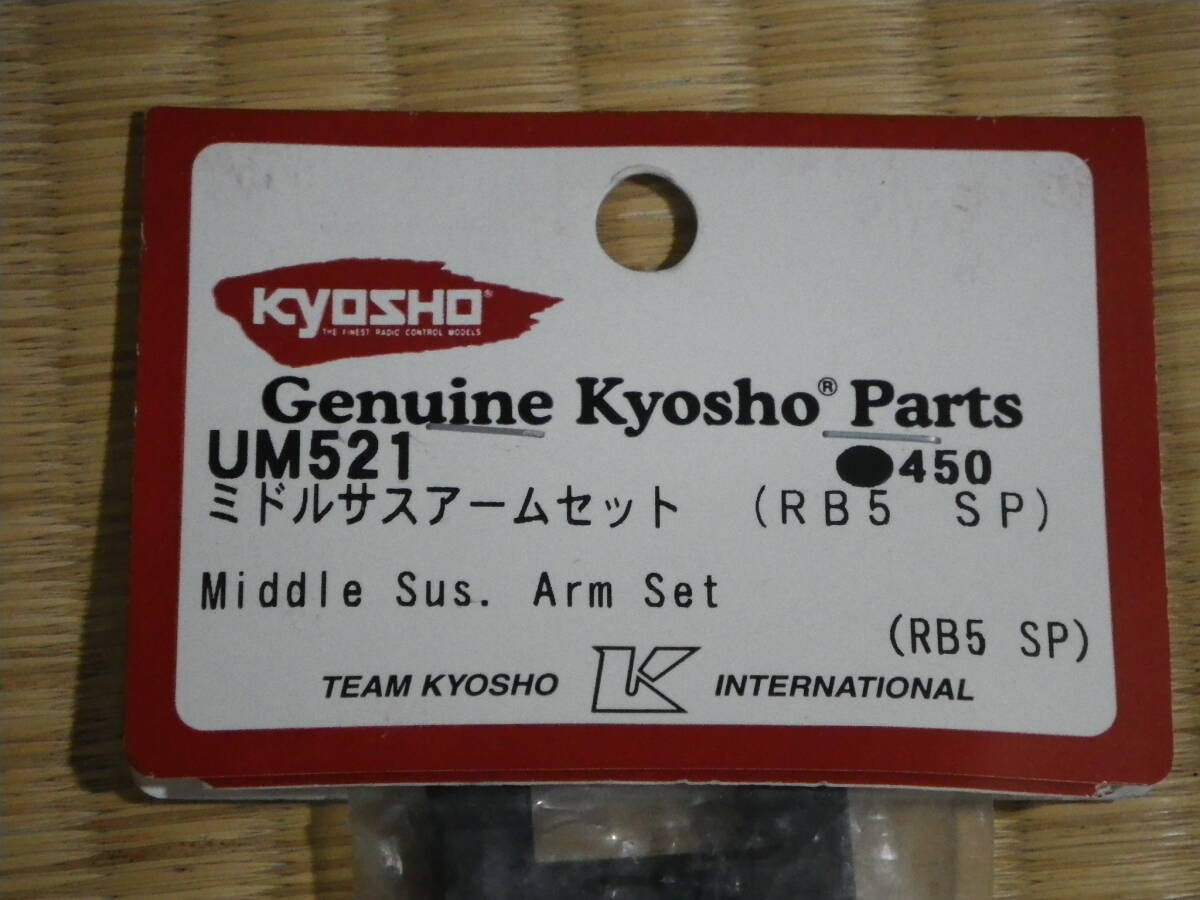 KYOSHO®
THE FINEST RADIO CONTROL MODELS
Genuine Kyosho® Parts
UM521 ●450
ミドルサスアームセット (RB5 SP)
Middle Sus. Arm Set
(RB5 SP)
TEAM KYOSHO K INTERNATIONAL